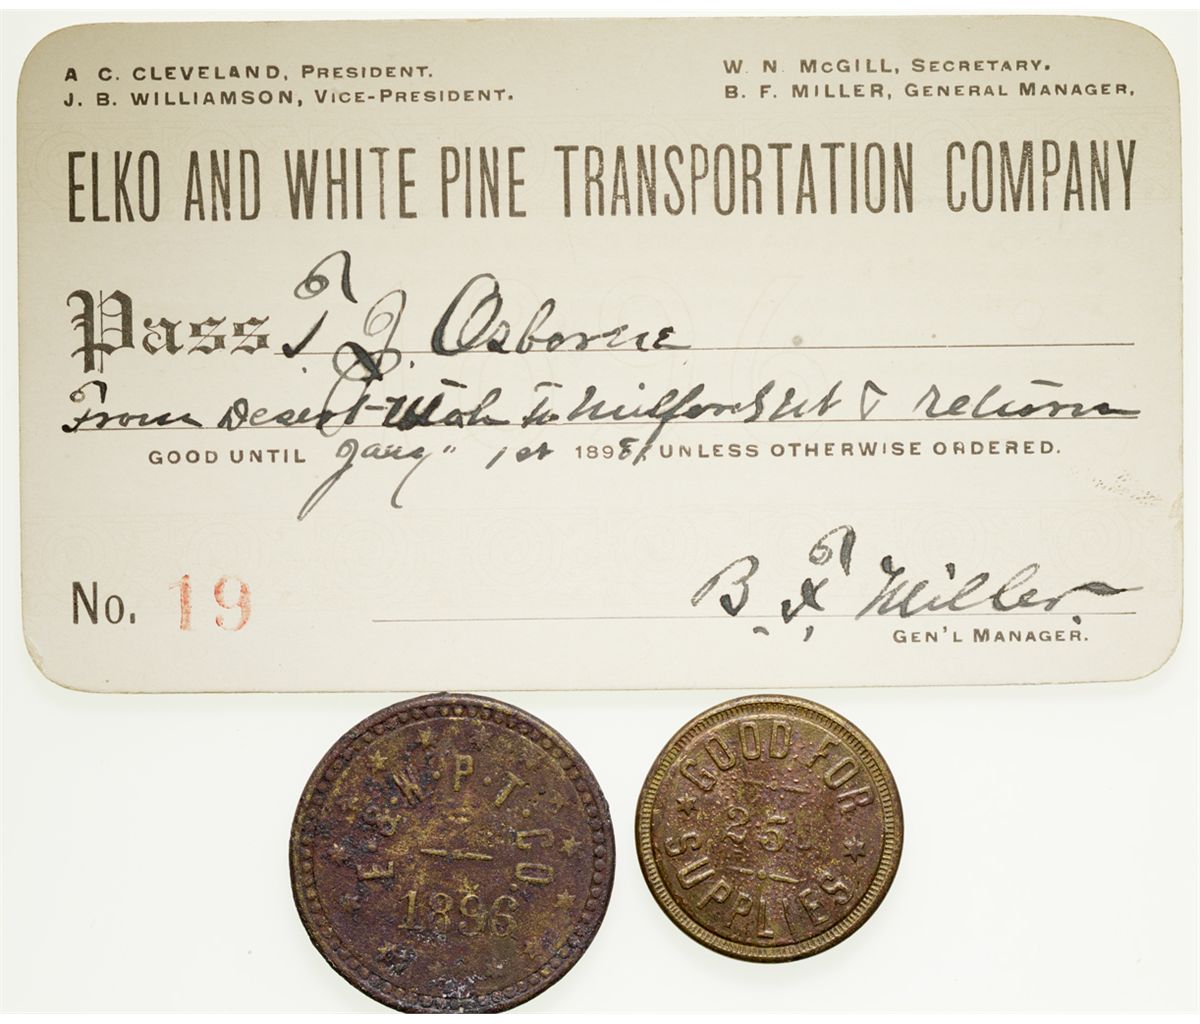 A C. CLEVELAND, PRESIDENT.
J. B. WILLIAMSON, VICE-PRESIDENT.
W. N. McGILL, SECRETARY.
B. F. MILLER, GENERAL MANAGER,
ELKO AND WHITE PINE TRANSPORTATION COMPANY
Pass T. J. Osborne
From Desert Utah to Milford Ut & return
GOOD UNTIL Jany 1st 1898, UNLESS OTHERWISE ORDERED.
No. 19
B. F. Miller
GEN'L MANAGER.
E. & W. P. T. CO.
1896
GOOD FOR
25
SUPPLIES